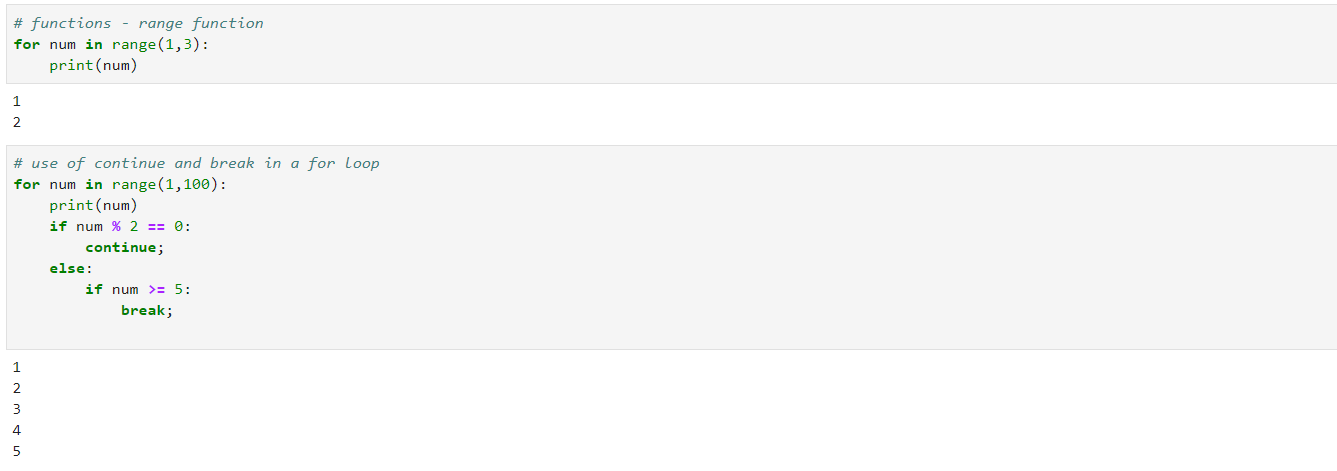 # functions - range function
for num in range(1,3):
    print(num)
1
2
# use of continue and break in a for loop
for num in range(1,100):
    print(num)
    if num % 2 == 0:
        continue;
    else:
        if num >= 5:
            break;
1
2
3
4
5